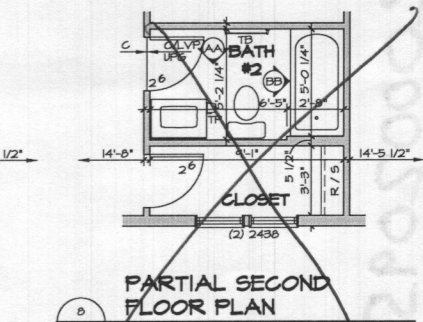 C
C/LVP
UPG
AA
TB
BATH
#2
BB
5'-2 1/4"
5'-0 1/4"
2⁶
6'-5"
2'-8"
TP
1/2"
14'-8"
9'-1"
14'-5 1/2"
2⁶
5 1/2"
3'-3"
R / S
CLOSET
(2) 2438
8
PARTIAL SECOND
FLOOR PLAN